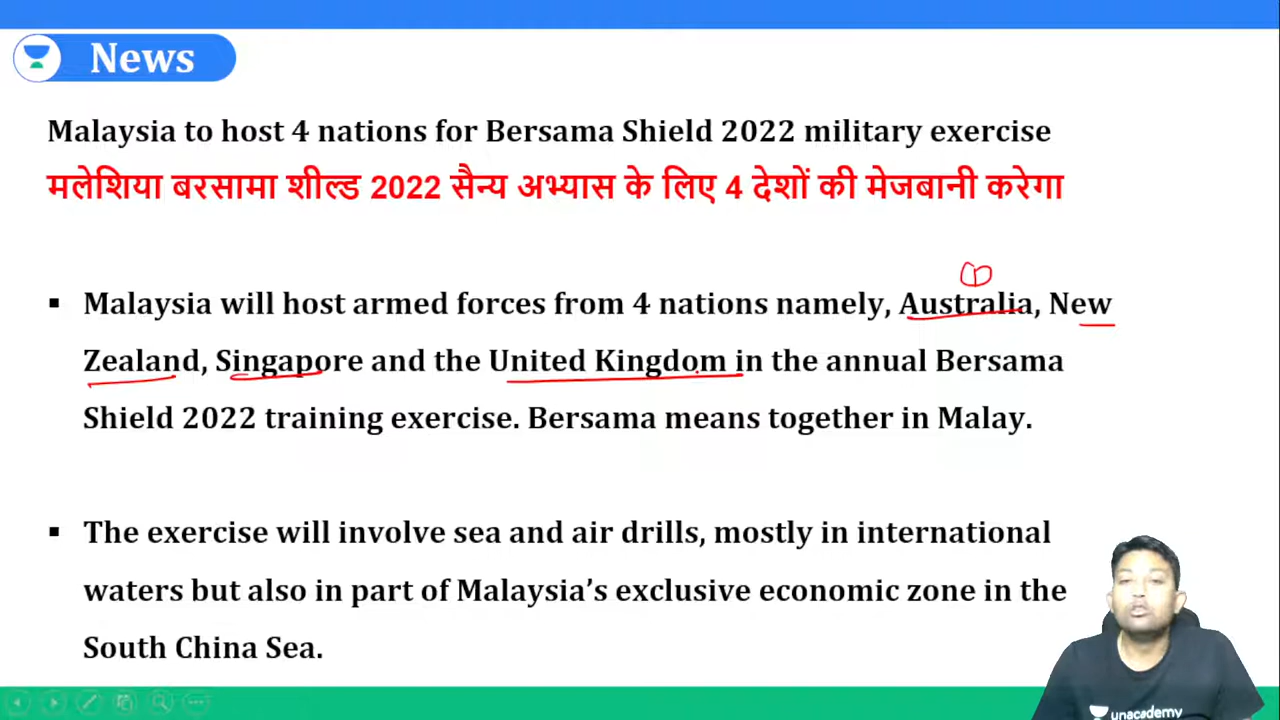 News
Malaysia to host 4 nations for Bersama Shield 2022 military exercise
मलेशिया बरसामा शील्ड 2022 सैन्य अभ्यास के लिए 4 देशों की मेजबानी करेगा
▪ Malaysia will host armed forces from 4 nations namely, Australia, New
Zealand, Singapore and the United Kingdom in the annual Bersama
Shield 2022 training exercise. Bersama means together in Malay.
▪ The exercise will involve sea and air drills, mostly in international
waters but also in part of Malaysia’s exclusive economic zone in the
South China Sea.
unacademy